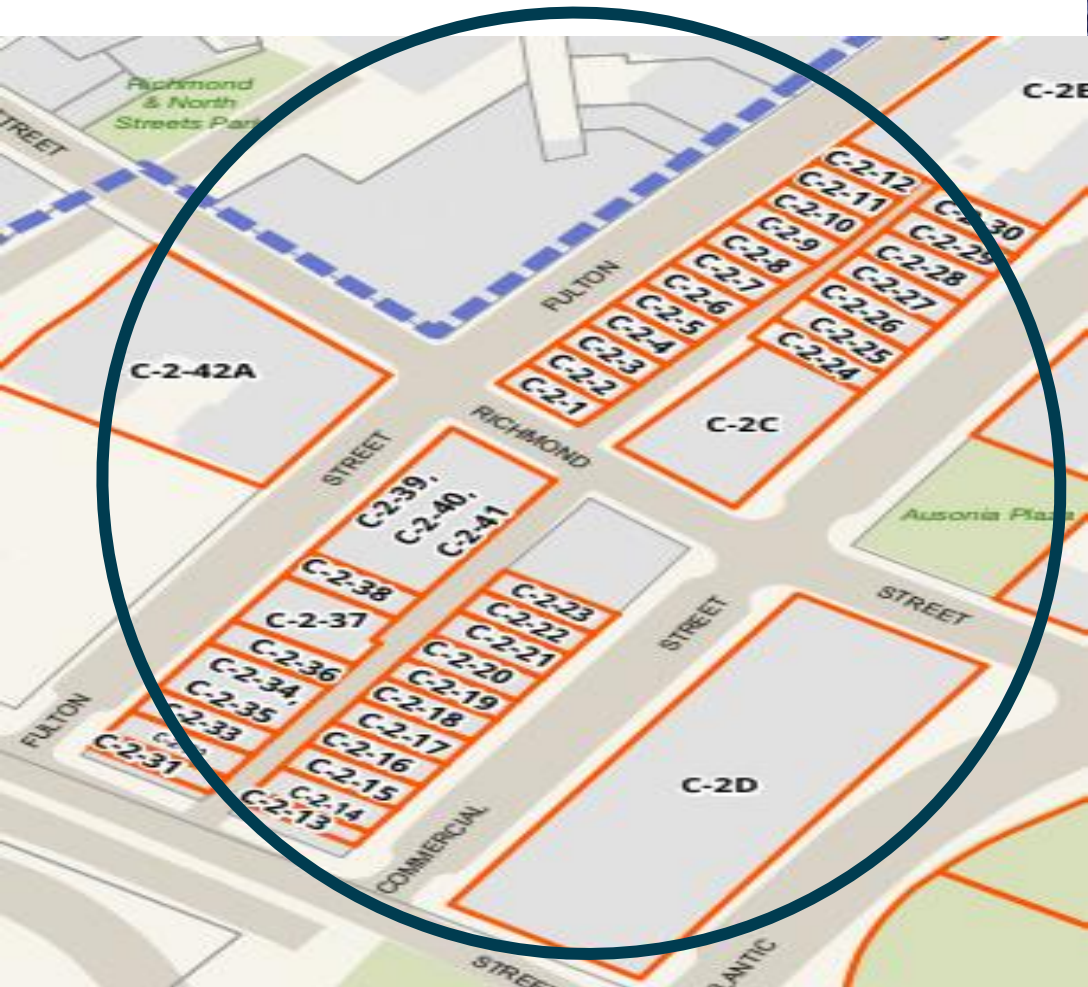 C-2E
Richmond
& North
Streets Park
STREET
C-2-12
C-2-11
C-2-10
C-2-9
C-2-8
C-2-7
C-2-6
C-2-5
C-2-4
C-2-3
C-2-2
C-2-1
C-2-30
C-2-29
C-2-28
C-2-27
C-2-26
C-2-25
C-2-24
FULTON
C-2-42A
C-2C
RICHMOND
STREET
C-2-39,
C-2-40,
C-2-41
Ausonia Plaza
C-2-38
C-2-37
C-2-36
C-2-34,
C-2-35
C-2-33
C-2-31
C-2-23
C-2-22
C-2-21
C-2-20
C-2-19
C-2-18
C-2-17
C-2-16
C-2-15
C-2-14
C-2-13
STREET
STREET
FULTON
C-2D
COMMERCIAL
STREET
LANTIC